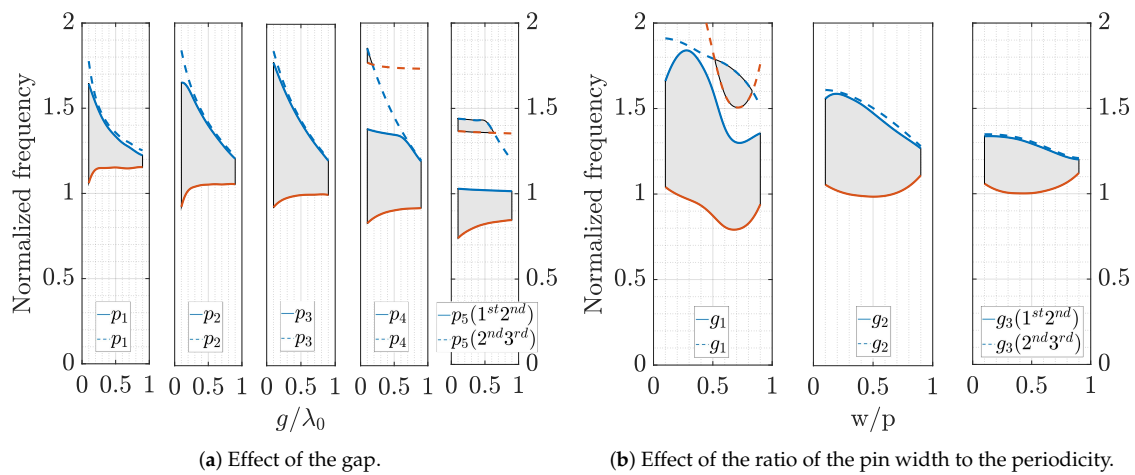 2
1.5
1
0.5
0
Normalized frequency
p₁
p₁
p₂
p₂
p₃
p₃
p₄
p₄
p₅(1ˢᵗ2ⁿᵈ)
p₅(2ⁿᵈ3ʳᵈ)
2
1.5
1
0.5
0
0 0.5 1
0 0.5 1
0 0.5 1
0 0.5 1
0 0.5 1
g/λ₀
(a) Effect of the gap.
2
1.5
1
0.5
0
Normalized frequency
g₁
g₁
g₂
g₂
g₃(1ˢᵗ2ⁿᵈ)
g₃(2ⁿᵈ3ʳᵈ)
2
1.5
1
0.5
0
0 0.5 1
0 0.5 1
0 0.5 1
w/p
(b) Effect of the ratio of the pin width to the periodicity.